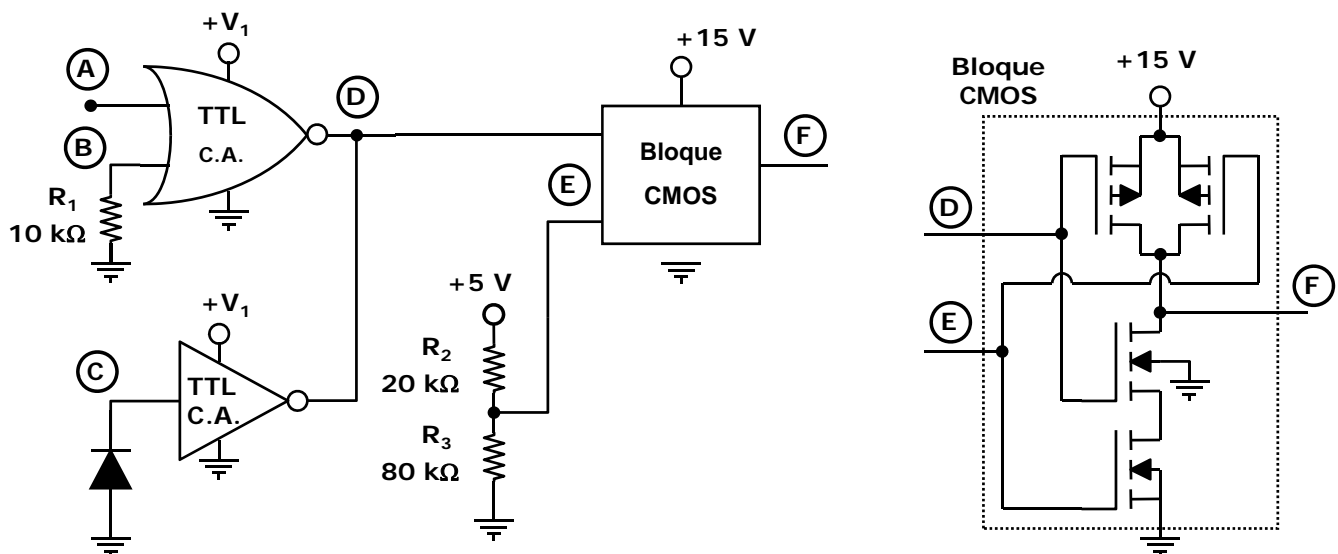 +V1
A
TTL
C.A.
B
R1
10 kΩ
D
+15 V
Bloque
CMOS
F
E
+5 V
R2
20 kΩ
R3
80 kΩ
+V1
C
TTL
C.A.
Bloque
CMOS
+15 V
D
E
F